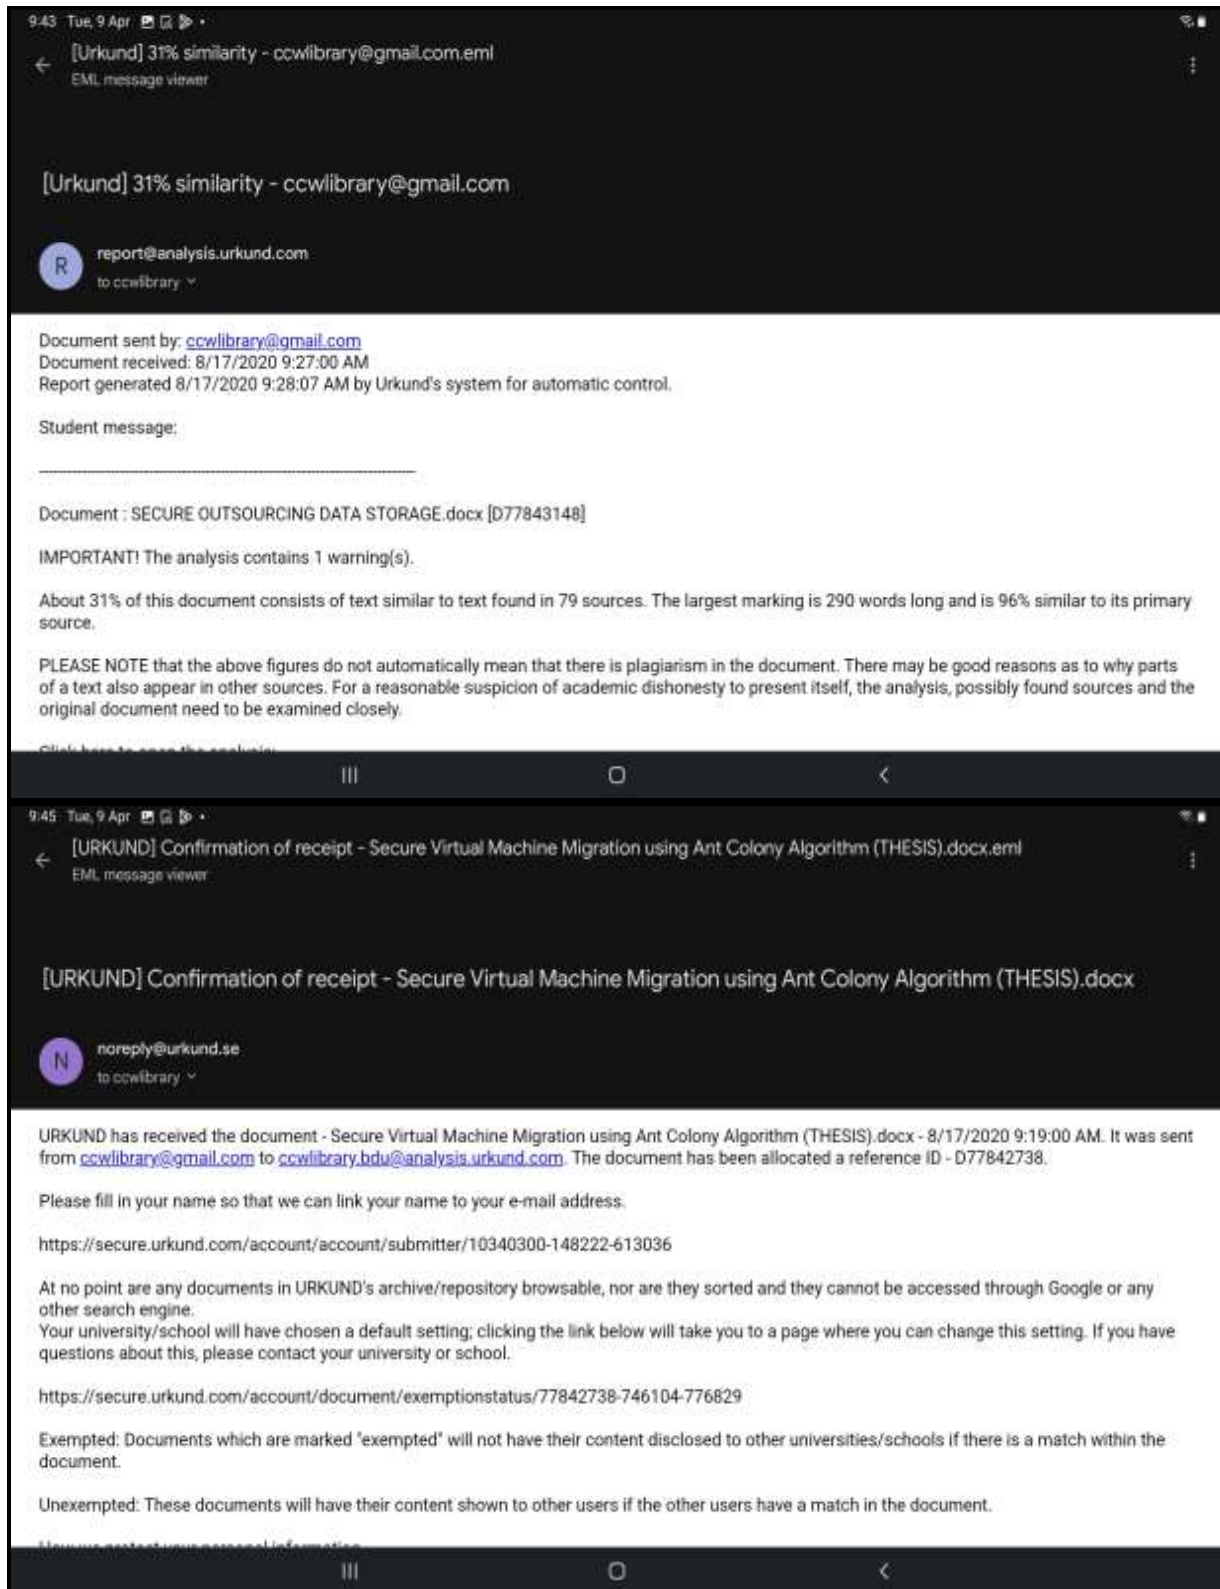 9:43 Tue, 9 Apr
[Urkund] 31% similarity - ccwlibrary@gmail.com.eml
EML message viewer
[Urkund] 31% similarity - ccwlibrary@gmail.com
R
report@analysis.urkund.com
to ccwlibrary
Document sent by: ccwlibrary@gmail.com
Document received: 8/17/2020 9:27:00 AM
Report generated 8/17/2020 9:28:07 AM by Urkund's system for automatic control.
Student message:
Document : SECURE OUTSOURCING DATA STORAGE.docx [D77843148]
IMPORTANT! The analysis contains 1 warning(s).
About 31% of this document consists of text similar to text found in 79 sources. The largest marking is 290 words long and is 96% similar to its primary
source.
PLEASE NOTE that the above figures do not automatically mean that there is plagiarism in the document. There may be good reasons as to why parts
of a text also appear in other sources. For a reasonable suspicion of academic dishonesty to present itself, the analysis, possibly found sources and the
original document need to be examined closely.
Click here to open the analysis:
9:45 Tue, 9 Apr
[URKUND] Confirmation of receipt - Secure Virtual Machine Migration using Ant Colony Algorithm (THESIS).docx.eml
EML message viewer
[URKUND] Confirmation of receipt - Secure Virtual Machine Migration using Ant Colony Algorithm (THESIS).docx
N
noreply@urkund.se
to ccwlibrary
URKUND has received the document - Secure Virtual Machine Migration using Ant Colony Algorithm (THESIS).docx - 8/17/2020 9:19:00 AM. It was sent
from ccwlibrary@gmail.com to ccwlibrary.bdu@analysis.urkund.com. The document has been allocated a reference ID - D77842738.
Please fill in your name so that we can link your name to your e-mail address.
https://secure.urkund.com/account/account/submitter/10340300-148222-613036
At no point are any documents in URKUND's archive/repository browsable, nor are they sorted and they cannot be accessed through Google or any
other search engine.
Your university/school will have chosen a default setting; clicking the link below will take you to a page where you can change this setting. If you have
questions about this, please contact your university or school.
https://secure.urkund.com/account/document/exemptionstatus/77842738-746104-776829
Exempted: Documents which are marked "exempted" will not have their content disclosed to other universities/schools if there is a match within the
document.
Unexempted: These documents will have their content shown to other users if the other users have a match in the document.
How we protect your personal information